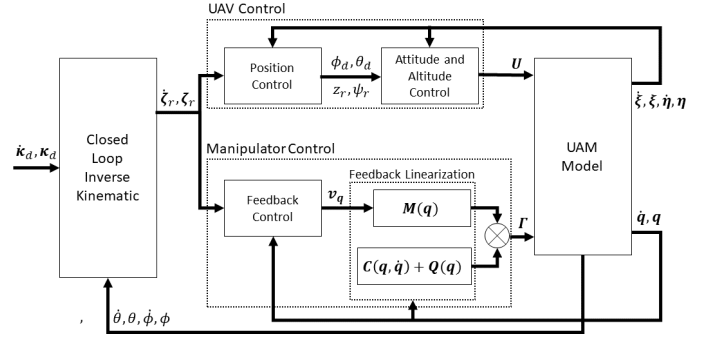 UAV Control
Position
Control
ϕ_d, θ_d
z_r, ψ_r
Attitude and
Altitude
Control
U
ζ̇_r, ζ_r
ξ̇, ξ, η̇, η
κ̇_d, κ_d
Closed
Loop
Inverse
Kinematic
UAM
Model
Manipulator Control
Feedback Linearization
Feedback
Control
v_q
M(q)
Γ
q̇, q
C(q, q̇) + Q(q)
, θ̇, θ, ϕ̇, ϕ